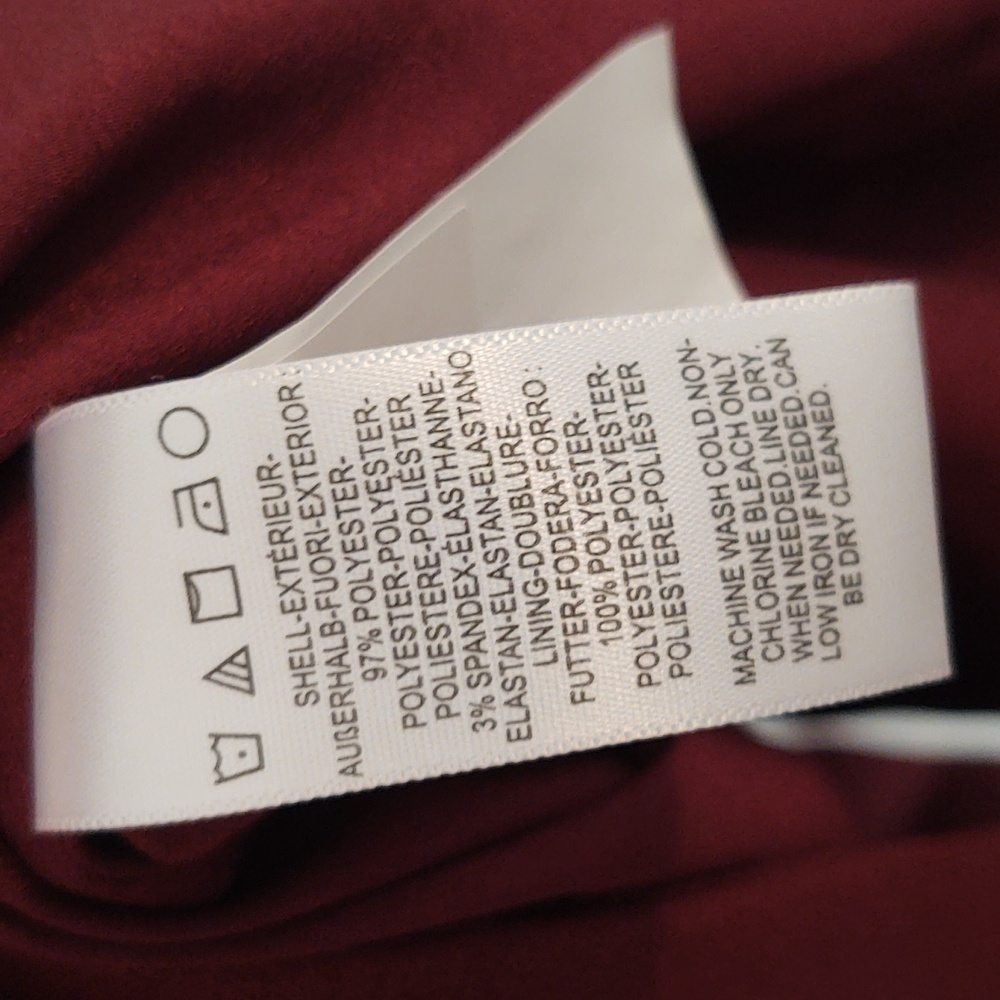 SHELL-EXTÉRIEUR-
AUßERHALB-FUORI-EXTERIOR :
97% POLYESTER-
POLYESTER-POLYESTER
POLIESTERE-POLIÉSTER
3% SPANDEX-ÉLASTHANNE-
ELASTAN-ELASTAN-ELASTANO
LINING-DOUBLURE-
FUTTER-FODERA-FORRO :
100% POLYESTER-
POLYESTER-POLYESTER
POLIESTERE-POLIÉSTER
MACHINE WASH COLD.NON-
CHLORINE BLEACH ONLY
WHEN NEEDED.LINE DRY.
LOW IRON IF NEEDED.CAN
BE DRY CLEANED.